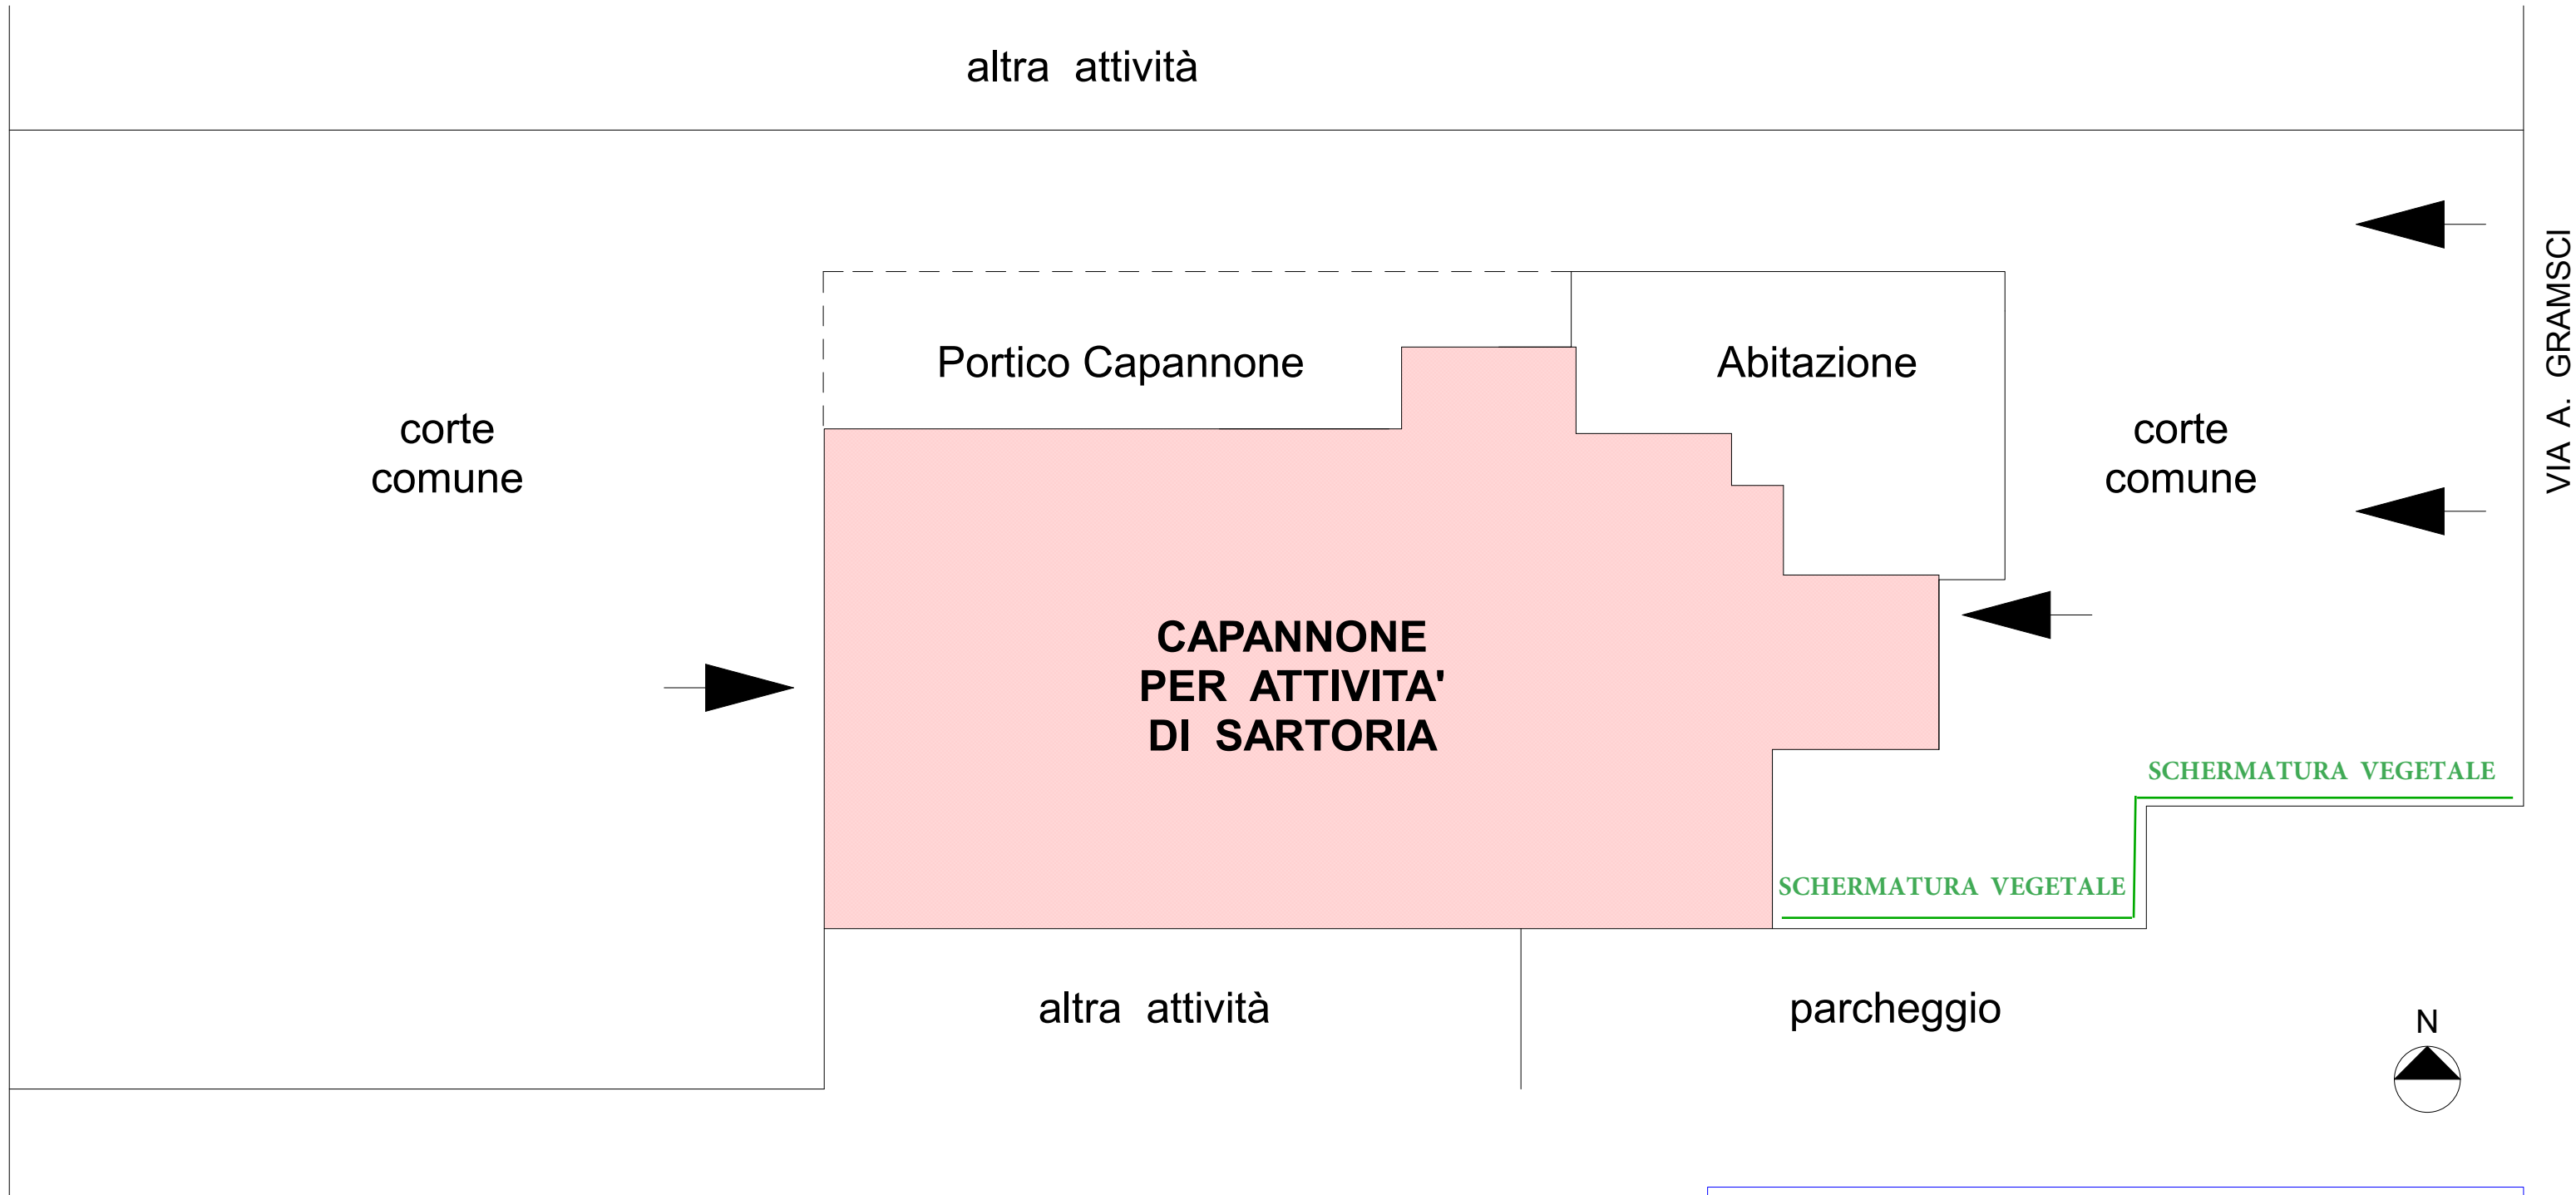 altra attività
VIA A. GRAMSCI
Portico Capannone
Abitazione
corte
comune
corte
comune
CAPANNONE
PER ATTIVITA'
DI SARTORIA
SCHERMATURA VEGETALE
SCHERMATURA VEGETALE
altra attività
parcheggio
N